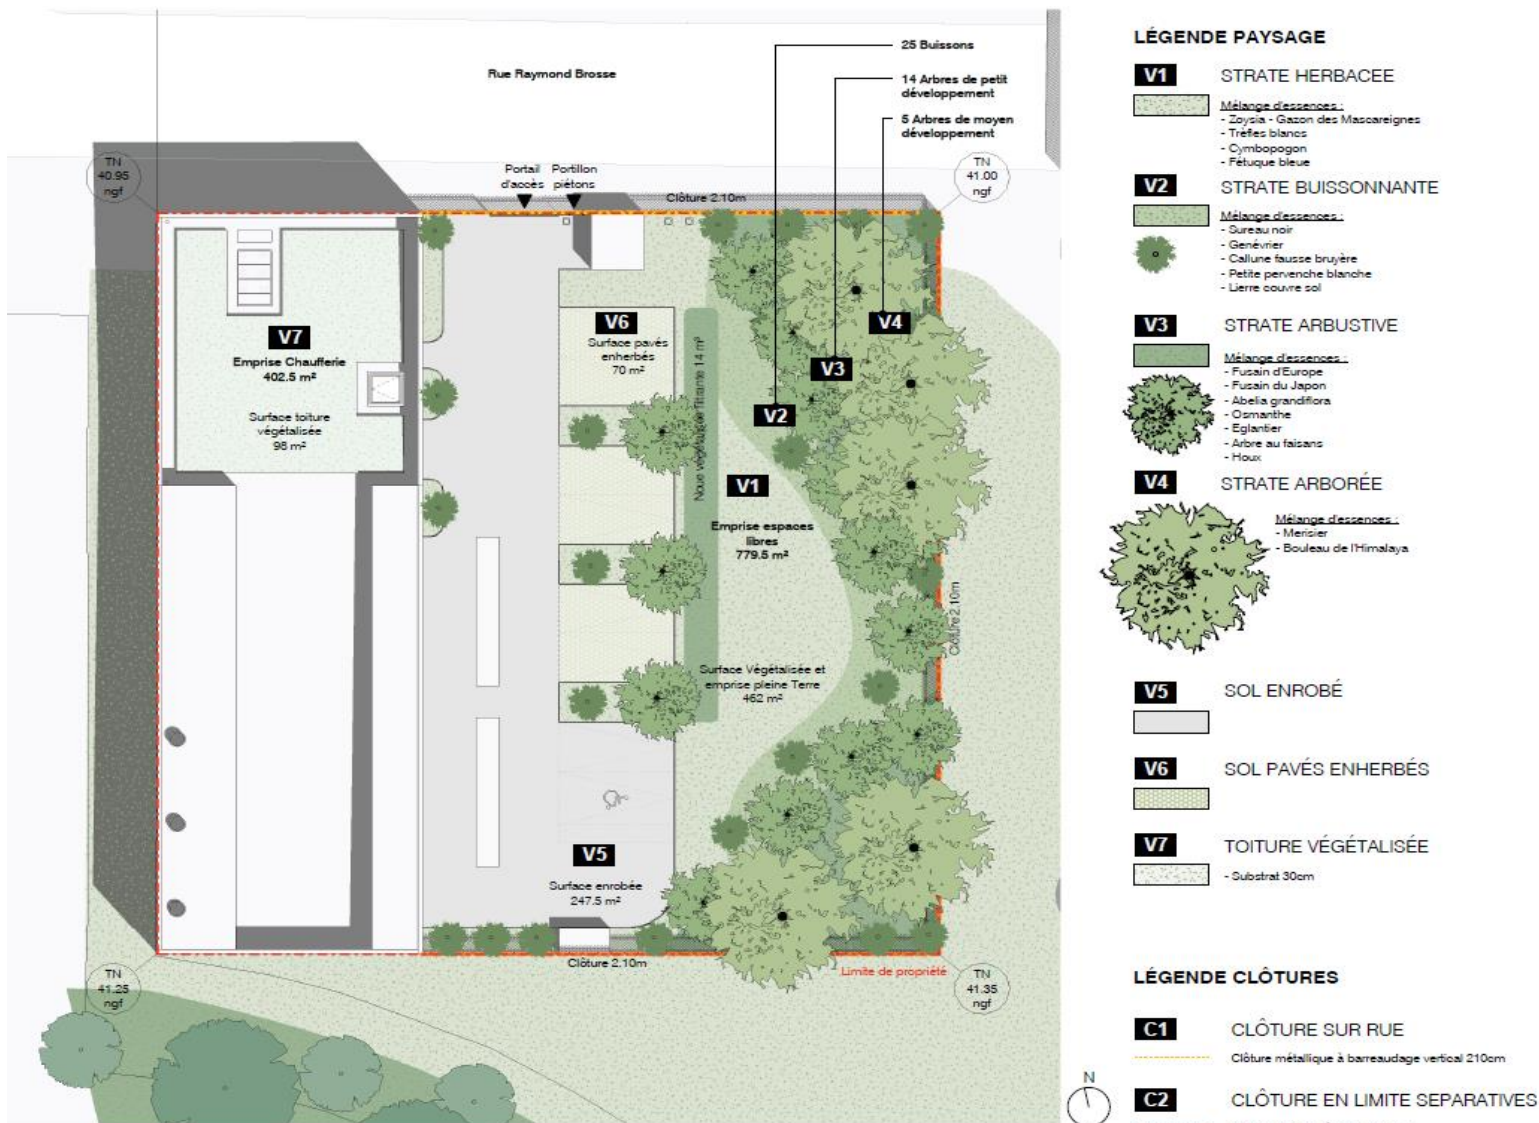 25 Buissons
Rue Raymond Brosse
14 Arbres de petit
développement
5 Arbres de moyen
développement
TN
40.95
ngf
Portail
d'accès
Portillon
piétons
Clôture 2.10m
TN
41.00
ngf
V7
Emprise Chaufferie
402.5 m²
Surface toiture
végétalisée
98 m²
V6
Surface pavés
enherbés
70 m²
Noue végétalisée filtrante 14 m²
V4
V3
V2
V1
Emprise espaces
libres
779.5 m²
Clôture 2.10m
Surface Végétalisée et
emprise pleine Terre
462 m²
V5
Surface enrobée
247.5 m²
Clôture 2.10m
Limite de propriété
TN
41.25
ngf
TN
41.35
ngf
N
LÉGENDE PAYSAGE
V1 STRATE HERBACEE
Mélange d'essences :
- Zoysia - Gazon des Mascareignes
- Trèfles blancs
- Cymbopogon
- Fétuque bleue
V2 STRATE BUISSONNANTE
Mélange d'essences :
- Sureau noir
- Genévrier
- Callune fausse bruyère
- Petite pervenche blanche
- Lierre couvre sol
V3 STRATE ARBUSTIVE
Mélange d'essences :
- Fusain d'Europe
- Fusain du Japon
- Abelia grandiflora
- Osmanthe
- Eglantier
- Arbre au faisans
- Houx
V4 STRATE ARBORÉE
Mélange d'essences :
- Merisier
- Bouleau de l'Himalaya
V5 SOL ENROBÉ
V6 SOL PAVÉS ENHERBÉS
V7 TOITURE VÉGÉTALISÉE
- Substrat 30cm
LÉGENDE CLÔTURES
C1 CLÔTURE SUR RUE
Clôture métallique à barreaudage vertical 210cm
C2 CLÔTURE EN LIMITE SEPARATIVES